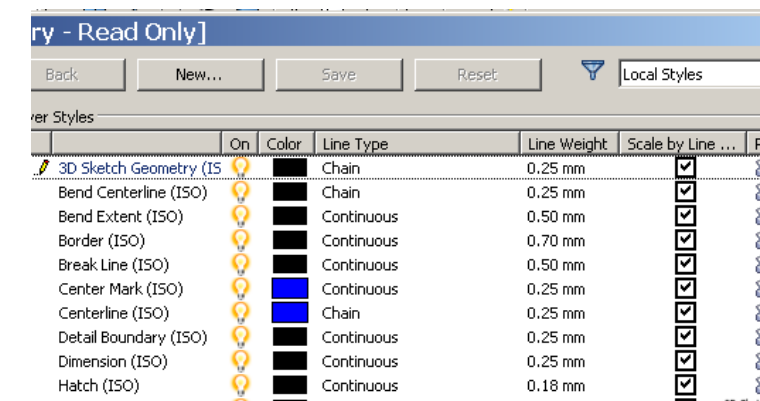 ry - Read Only]
Back New... Save Reset Local Styles
yer Styles
On Color Line Type Line Weight Scale by Line ...
3D Sketch Geometry (IS Chain 0.25 mm
Bend Centerline (ISO) Chain 0.25 mm
Bend Extent (ISO) Continuous 0.50 mm
Border (ISO) Continuous 0.70 mm
Break Line (ISO) Continuous 0.50 mm
Center Mark (ISO) Continuous 0.25 mm
Centerline (ISO) Chain 0.25 mm
Detail Boundary (ISO) Continuous 0.25 mm
Dimension (ISO) Continuous 0.25 mm
Hatch (ISO) Continuous 0.18 mm